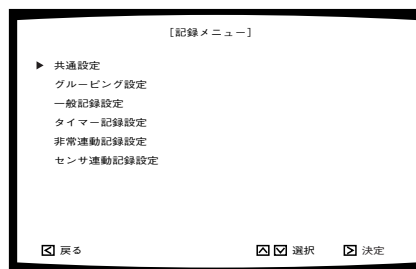 [記録メニュー]
▶ 共通設定
グルーピング設定
一般記録設定
タイマー記録設定
非常連動記録設定
センサ連動記録設定
戻る 選択 決定